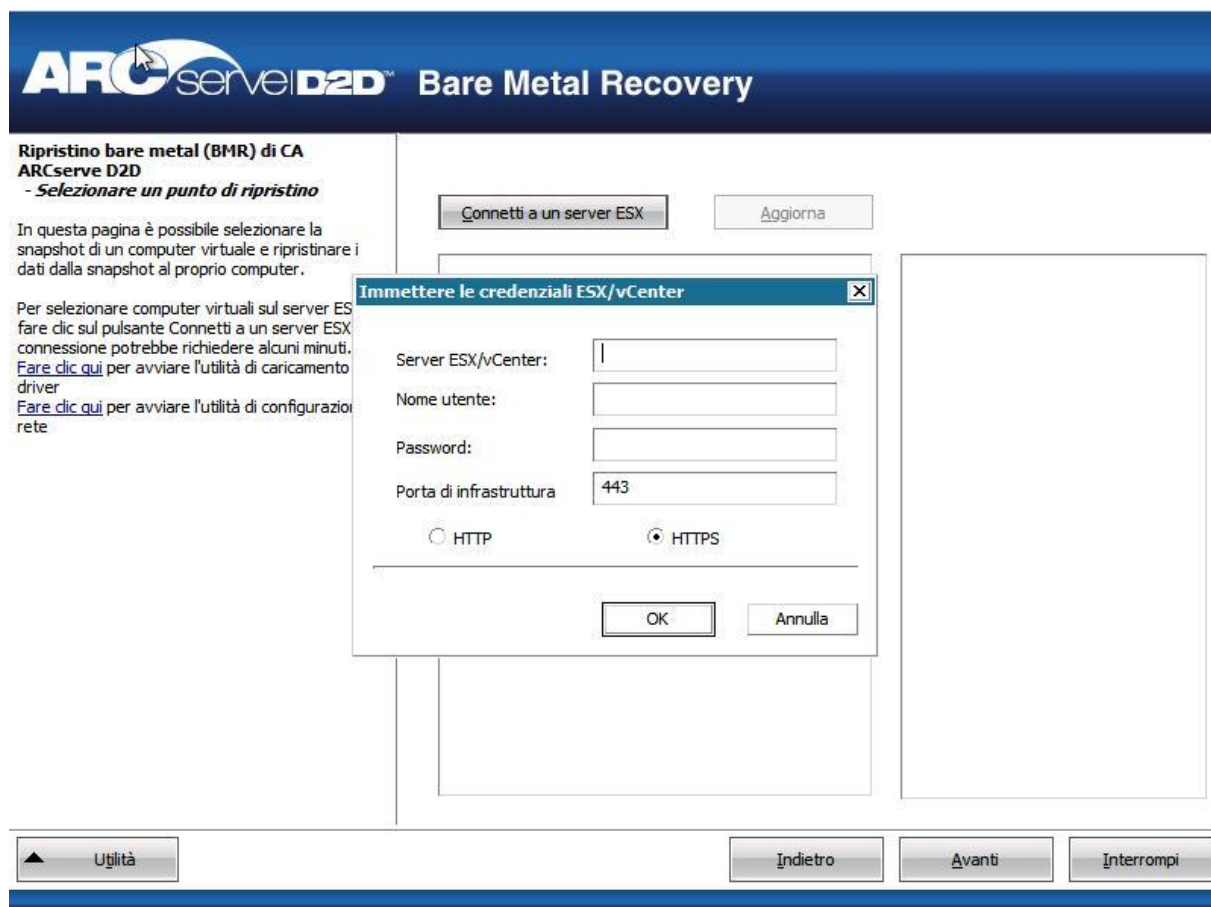 ARCserve D2D™ Bare Metal Recovery
Ripristino bare metal (BMR) di CA
ARCserve D2D
- Selezionare un punto di ripristino
In questa pagina è possibile selezionare la
snapshot di un computer virtuale e ripristinare i
dati dalla snapshot al proprio computer.
Per selezionare computer virtuali sul server ES
fare clic sul pulsante Connetti a un server ESX
connessione potrebbe richiedere alcuni minuti.
Fare clic qui per avviare l'utilità di caricamento
driver
Fare clic qui per avviare l'utilità di configurazio
rete
Connetti a un server ESX
Aggiorna
Immettere le credenziali ESX/vCenter
Server ESX/vCenter:
Nome utente:
Password:
Porta di infrastruttura
443
HTTP
HTTPS
OK
Annulla
Utilità
Indietro
Avanti
Interrompi